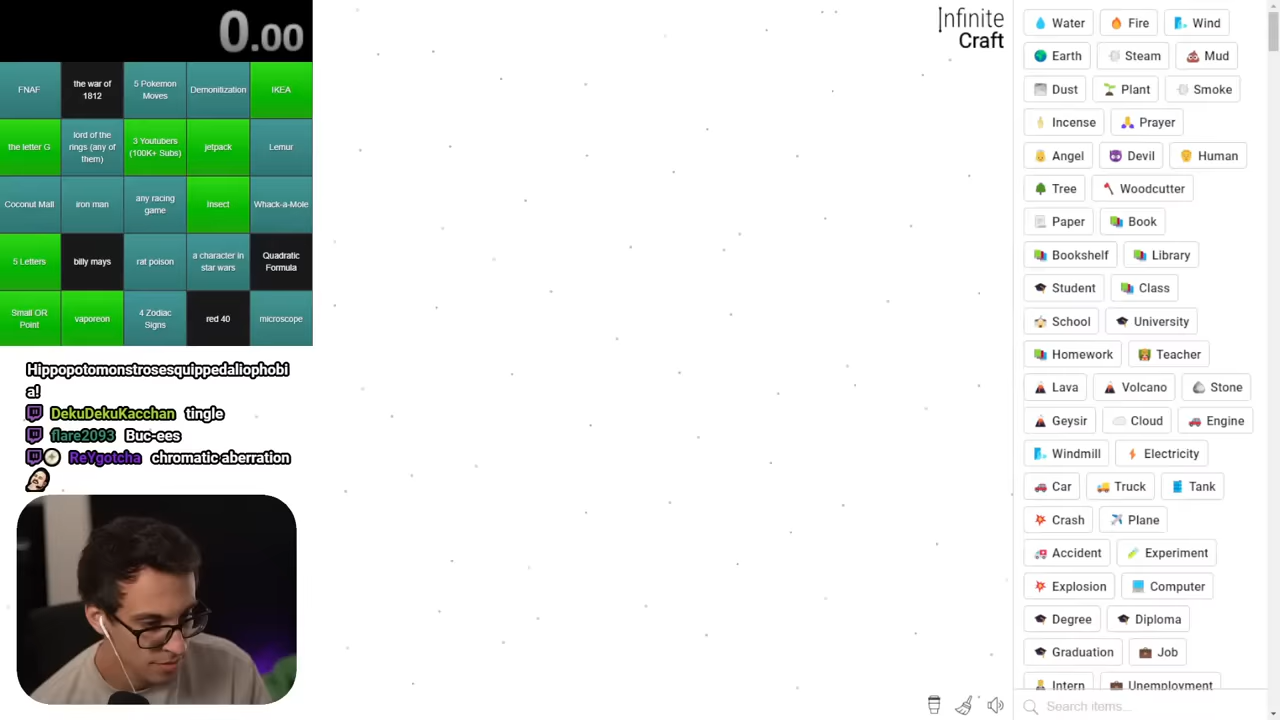 0.00
FNAF
the war of
1812
5 Pokemon
Moves
Demonitization
IKEA
the letter G
lord of the
rings (any of
them)
3 Youtubers
(100K+ Subs)
jetpack
Lemur
Coconut Mall
iron man
any racing
game
Insect
Whack-a-Mole
5 Letters
billy mays
rat poison
a character in
star wars
Quadratic
Formula
Small OR
Point
vaporeon
4 Zodiac
Signs
red 40
microscope
Hippopotomonstrosesquippedaliophobi
a!
DekuDekuKacchan tingle
flare2093 Buc-ees
ReYgotcha chromatic aberration
Infinite
Craft
Water
Fire
Wind
Earth
Steam
Mud
Dust
Plant
Smoke
Incense
Prayer
Angel
Devil
Human
Tree
Woodcutter
Paper
Book
Bookshelf
Library
Student
Class
School
University
Homework
Teacher
Lava
Volcano
Stone
Geysir
Cloud
Engine
Windmill
Electricity
Car
Truck
Tank
Crash
Plane
Accident
Experiment
Explosion
Computer
Degree
Diploma
Graduation
Job
Intern
Unemployment
Search items...